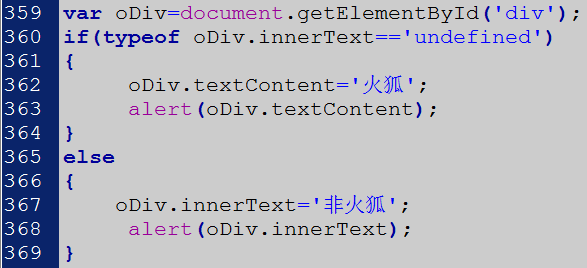 359 var oDiv=document.getElementById('div');
360 if(typeof oDiv.innerText=='undefined')
361 {
362      oDiv.textContent='火狐';
363      alert(oDiv.textContent);
364 }
365 else
366 {
367     oDiv.innerText='非火狐';
368      alert(oDiv.innerText);
369 }